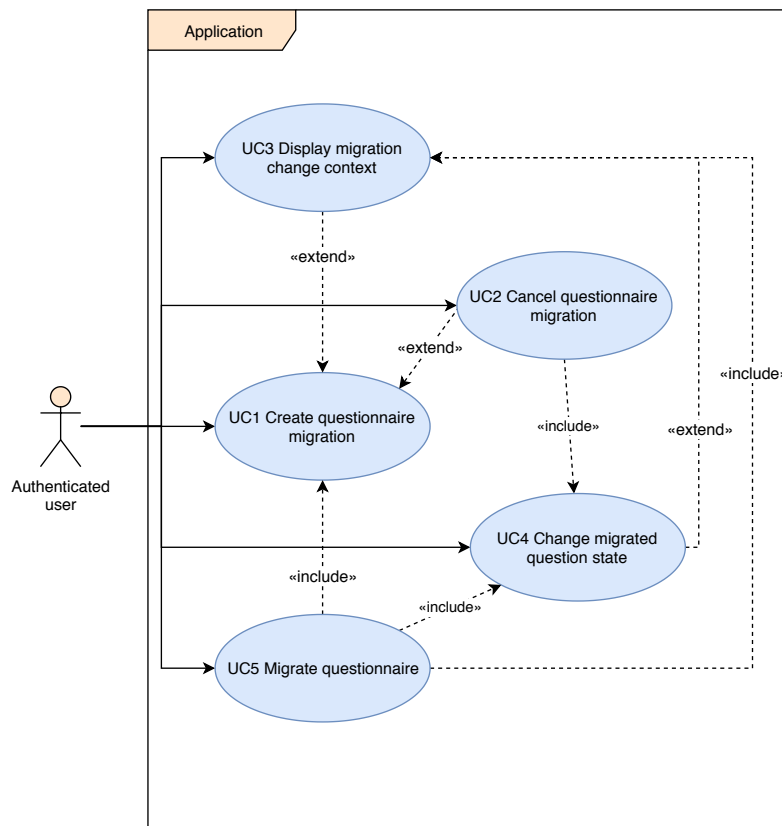 Application
UC3 Display migration
change context
«extend»
UC2 Cancel questionnaire
migration
«extend»
«include»
UC1 Create questionnaire
migration
«include»
«extend»
Authenticated
user
UC4 Change migrated
question state
«include»
«include»
UC5 Migrate questionnaire